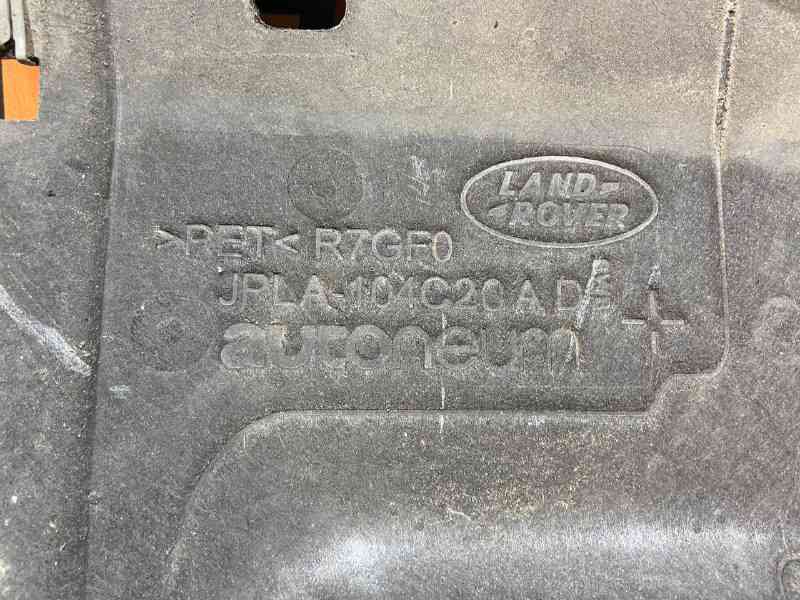 LAND-
-ROVER
>PET< R7GF0
JPLA-104C20 A D
autoneum